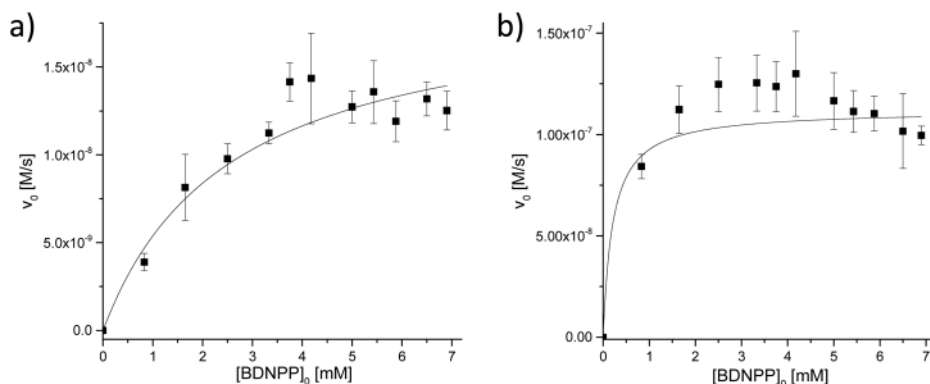 a)
1.5x10⁻⁸
1.0x10⁻⁸
5.0x10⁻⁹
0.0
v₀ [M/s]
0 1 2 3 4 5 6 7
[BDNPP]₀ [mM]
b)
1.50x10⁻⁷
1.00x10⁻⁷
5.00x10⁻⁸
0.00
v₀ [M/s]
0 1 2 3 4 5 6 7
[BDNPP]₀ [mM]